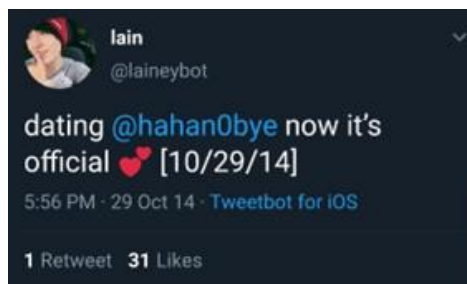 lain
@laineybot
dating @hahan0bye now it's
official 💕 [10/29/14]
5:56 PM · 29 Oct 14 · Tweetbot for iOS
1 Retweet 31 Likes